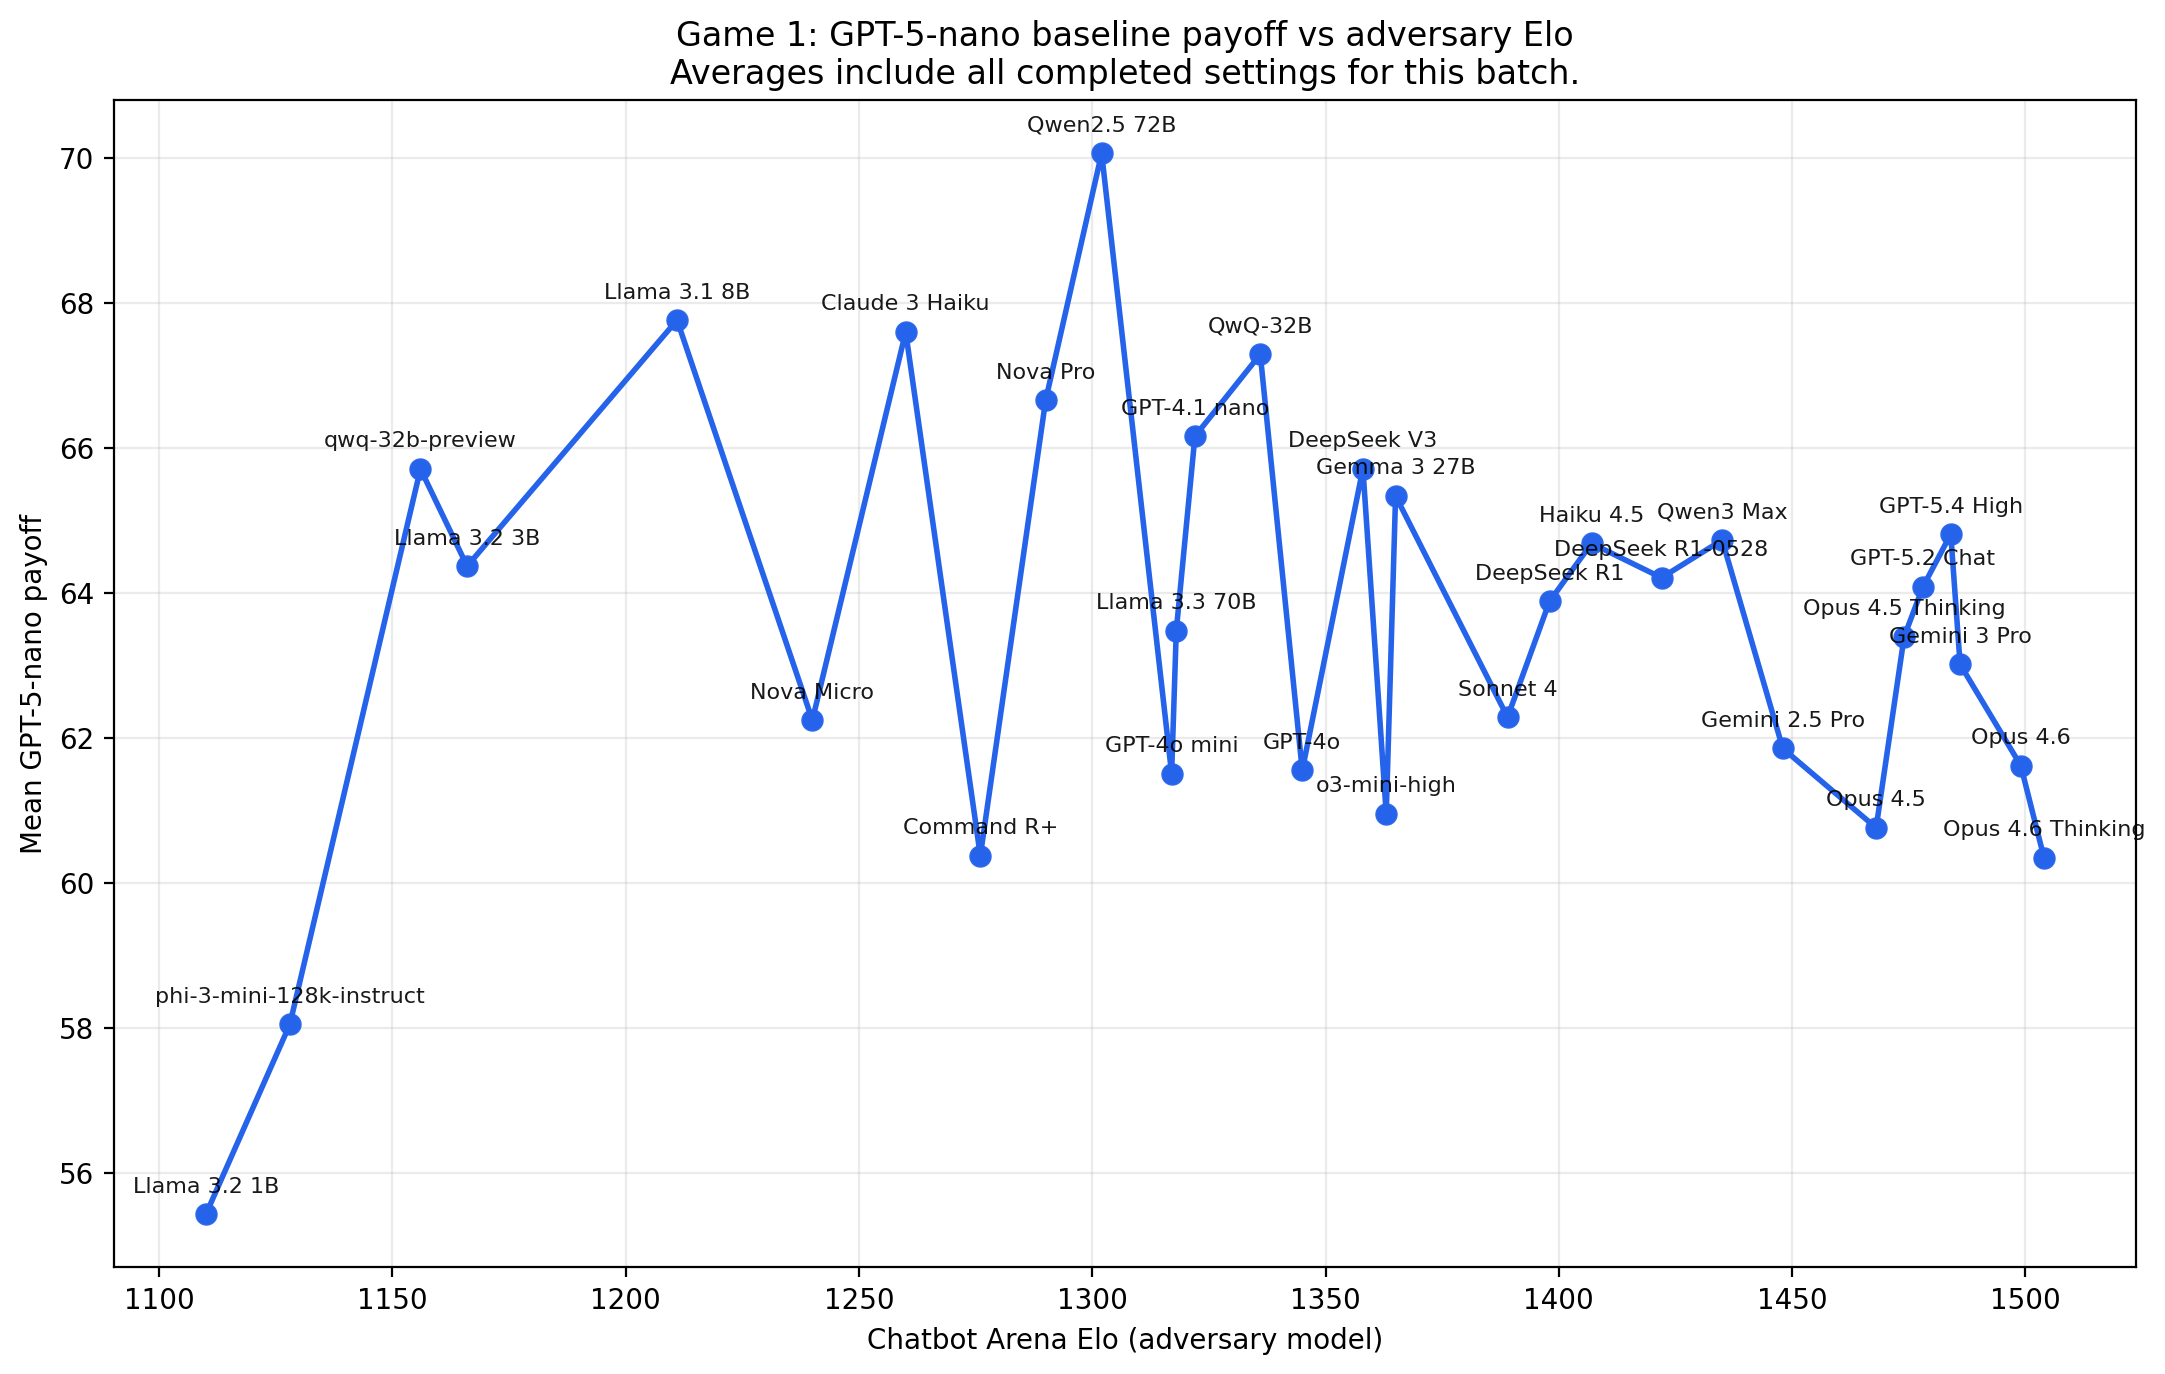 Game 1: GPT-5-nano baseline payoff vs adversary Elo
Averages include all completed settings for this batch.
Mean GPT-5-nano payoff
70
68
66
64
62
60
58
56
Qwen2.5 72B
Llama 3.1 8B
Claude 3 Haiku
QwQ-32B
Nova Pro
GPT-4.1 nano
qwq-32b-preview
DeepSeek V3
Gemma 3 27B
GPT-5.4 High
Haiku 4.5
Qwen3 Max
Llama 3.2 3B
DeepSeek R1-0528
GPT-5.2 Chat
DeepSeek R1
Llama 3.3 70B
Opus 4.5 Thinking
Gemini 3 Pro
Nova Micro
Sonnet 4
Gemini 2.5 Pro
GPT-4o mini
GPT-4o
Opus 4.6
o3-mini-high
Opus 4.5
Command R+
Opus 4.6 Thinking
phi-3-mini-128k-instruct
Llama 3.2 1B
1100
1150
1200
1250
1300
1350
1400
1450
1500
Chatbot Arena Elo (adversary model)